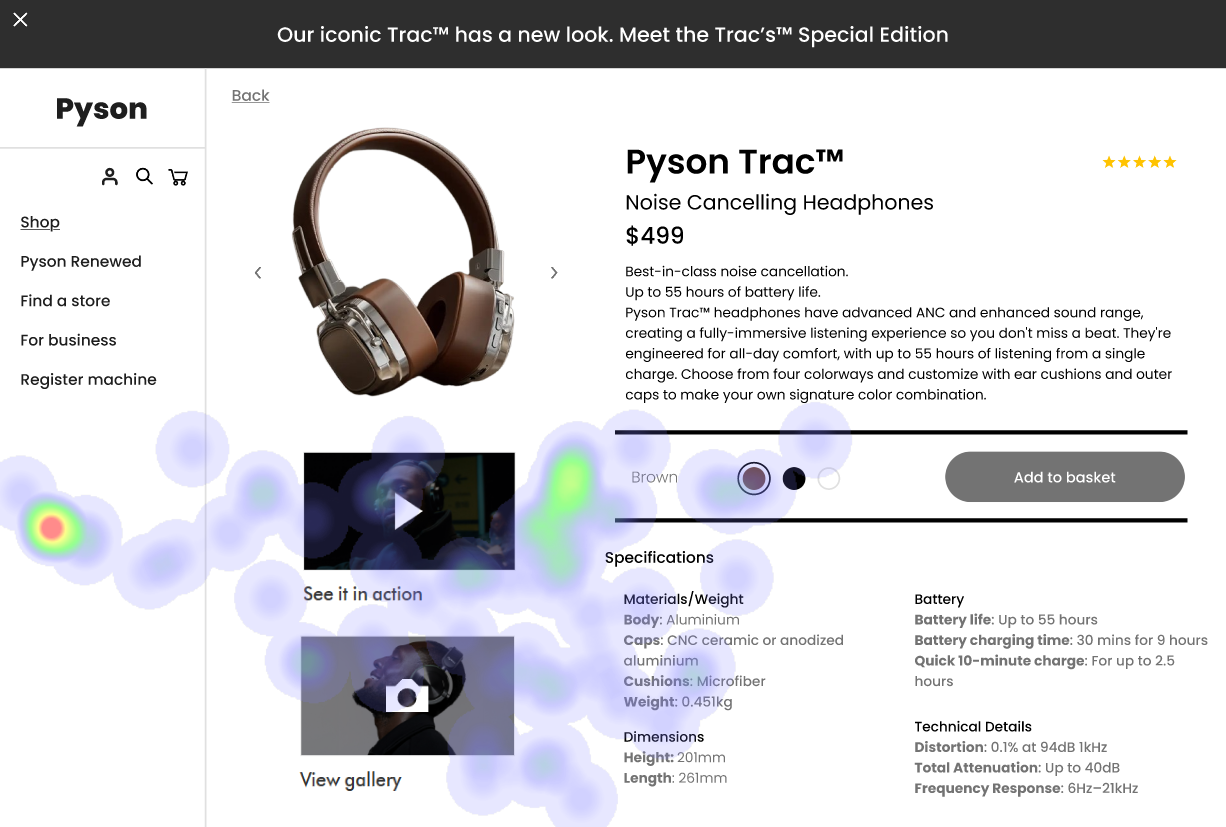 Our iconic Trac™ has a new look. Meet the Trac’s™ Special Edition
Pyson
Shop
Pyson Renewed
Find a store
For business
Register machine
Back
Pyson Trac™
Noise Cancelling Headphones
$499
Best-in-class noise cancellation.
Up to 55 hours of battery life.
Pyson Trac™ headphones have advanced ANC and enhanced sound range,
creating a fully-immersive listening experience so you don't miss a beat. They're
engineered for all-day comfort, with up to 55 hours of listening from a single
charge. Choose from four colorways and customize with ear cushions and outer
caps to make your own signature color combination.
Brown
Add to basket
See it in action
View gallery
Specifications
Materials/Weight
Body: Aluminium
Caps: CNC ceramic or anodized
aluminium
Cushions: Microfiber
Weight: 0.451kg
Dimensions
Height: 201mm
Length: 261mm
Battery
Battery life: Up to 55 hours
Battery charging time: 30 mins for 9 hours
Quick 10-minute charge: For up to 2.5
hours
Technical Details
Distortion: 0.1% at 94dB 1kHz
Total Attenuation: Up to 40dB
Frequency Response: 6Hz–21kHz